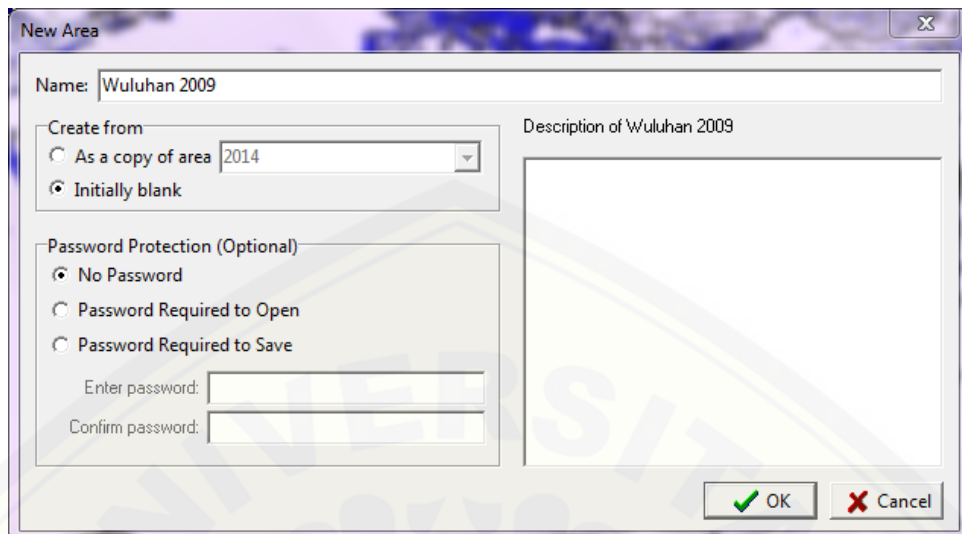 New Area
Name: Wuluhan 2009
Create from
As a copy of area 2014
Initially blank
Description of Wuluhan 2009
Password Protection (Optional)
No Password
Password Required to Open
Password Required to Save
Enter password:
Confirm password:
OK Cancel
UNIVERSITA